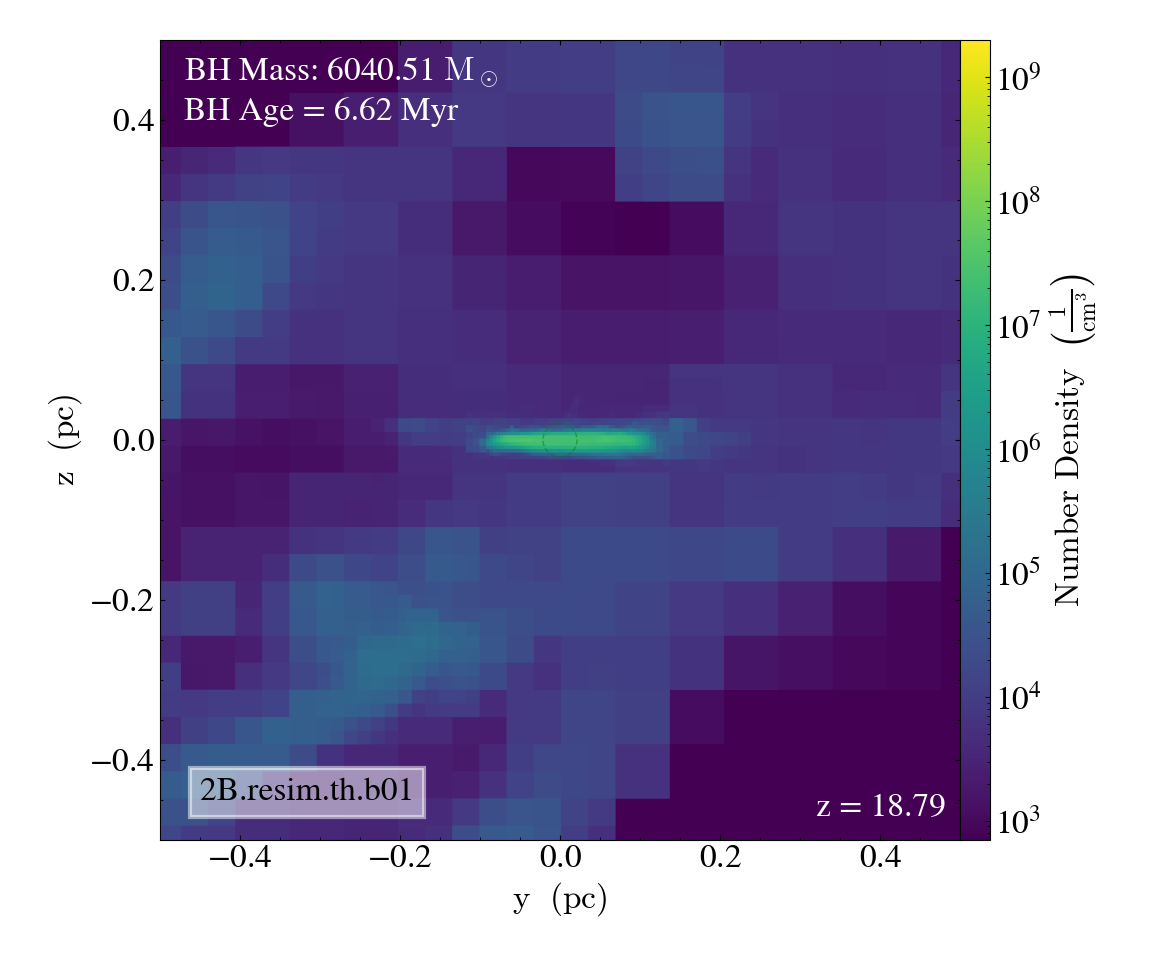 BH Mass: 6040.51 M⊙
BH Age = 6.62 Myr
0.4
0.2
0.0
−0.2
−0.4
z (pc)
2B.resim.th.b01
z = 18.79
−0.4 −0.2 0.0 0.2 0.4
y (pc)
10⁹
10⁸
10⁷
10⁶
10⁵
10⁴
10³
Number Density (1/cm³)